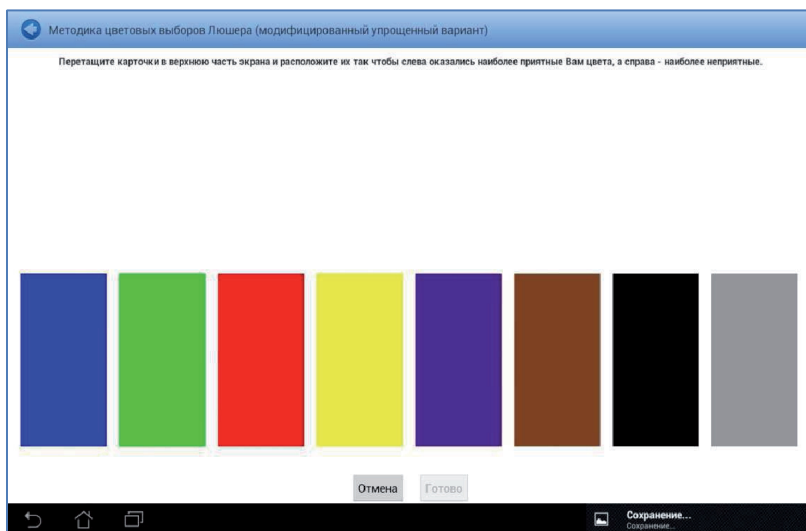 Методика цветовых выборов Люшера (модифицированный упрощенный вариант)
Перетащите карточки в верхнюю часть экрана и расположите их так чтобы слева оказались наиболее приятные Вам цвета, а справа - наиболее неприятные.
Отмена
Готово
Сохранение...
Сохранение...